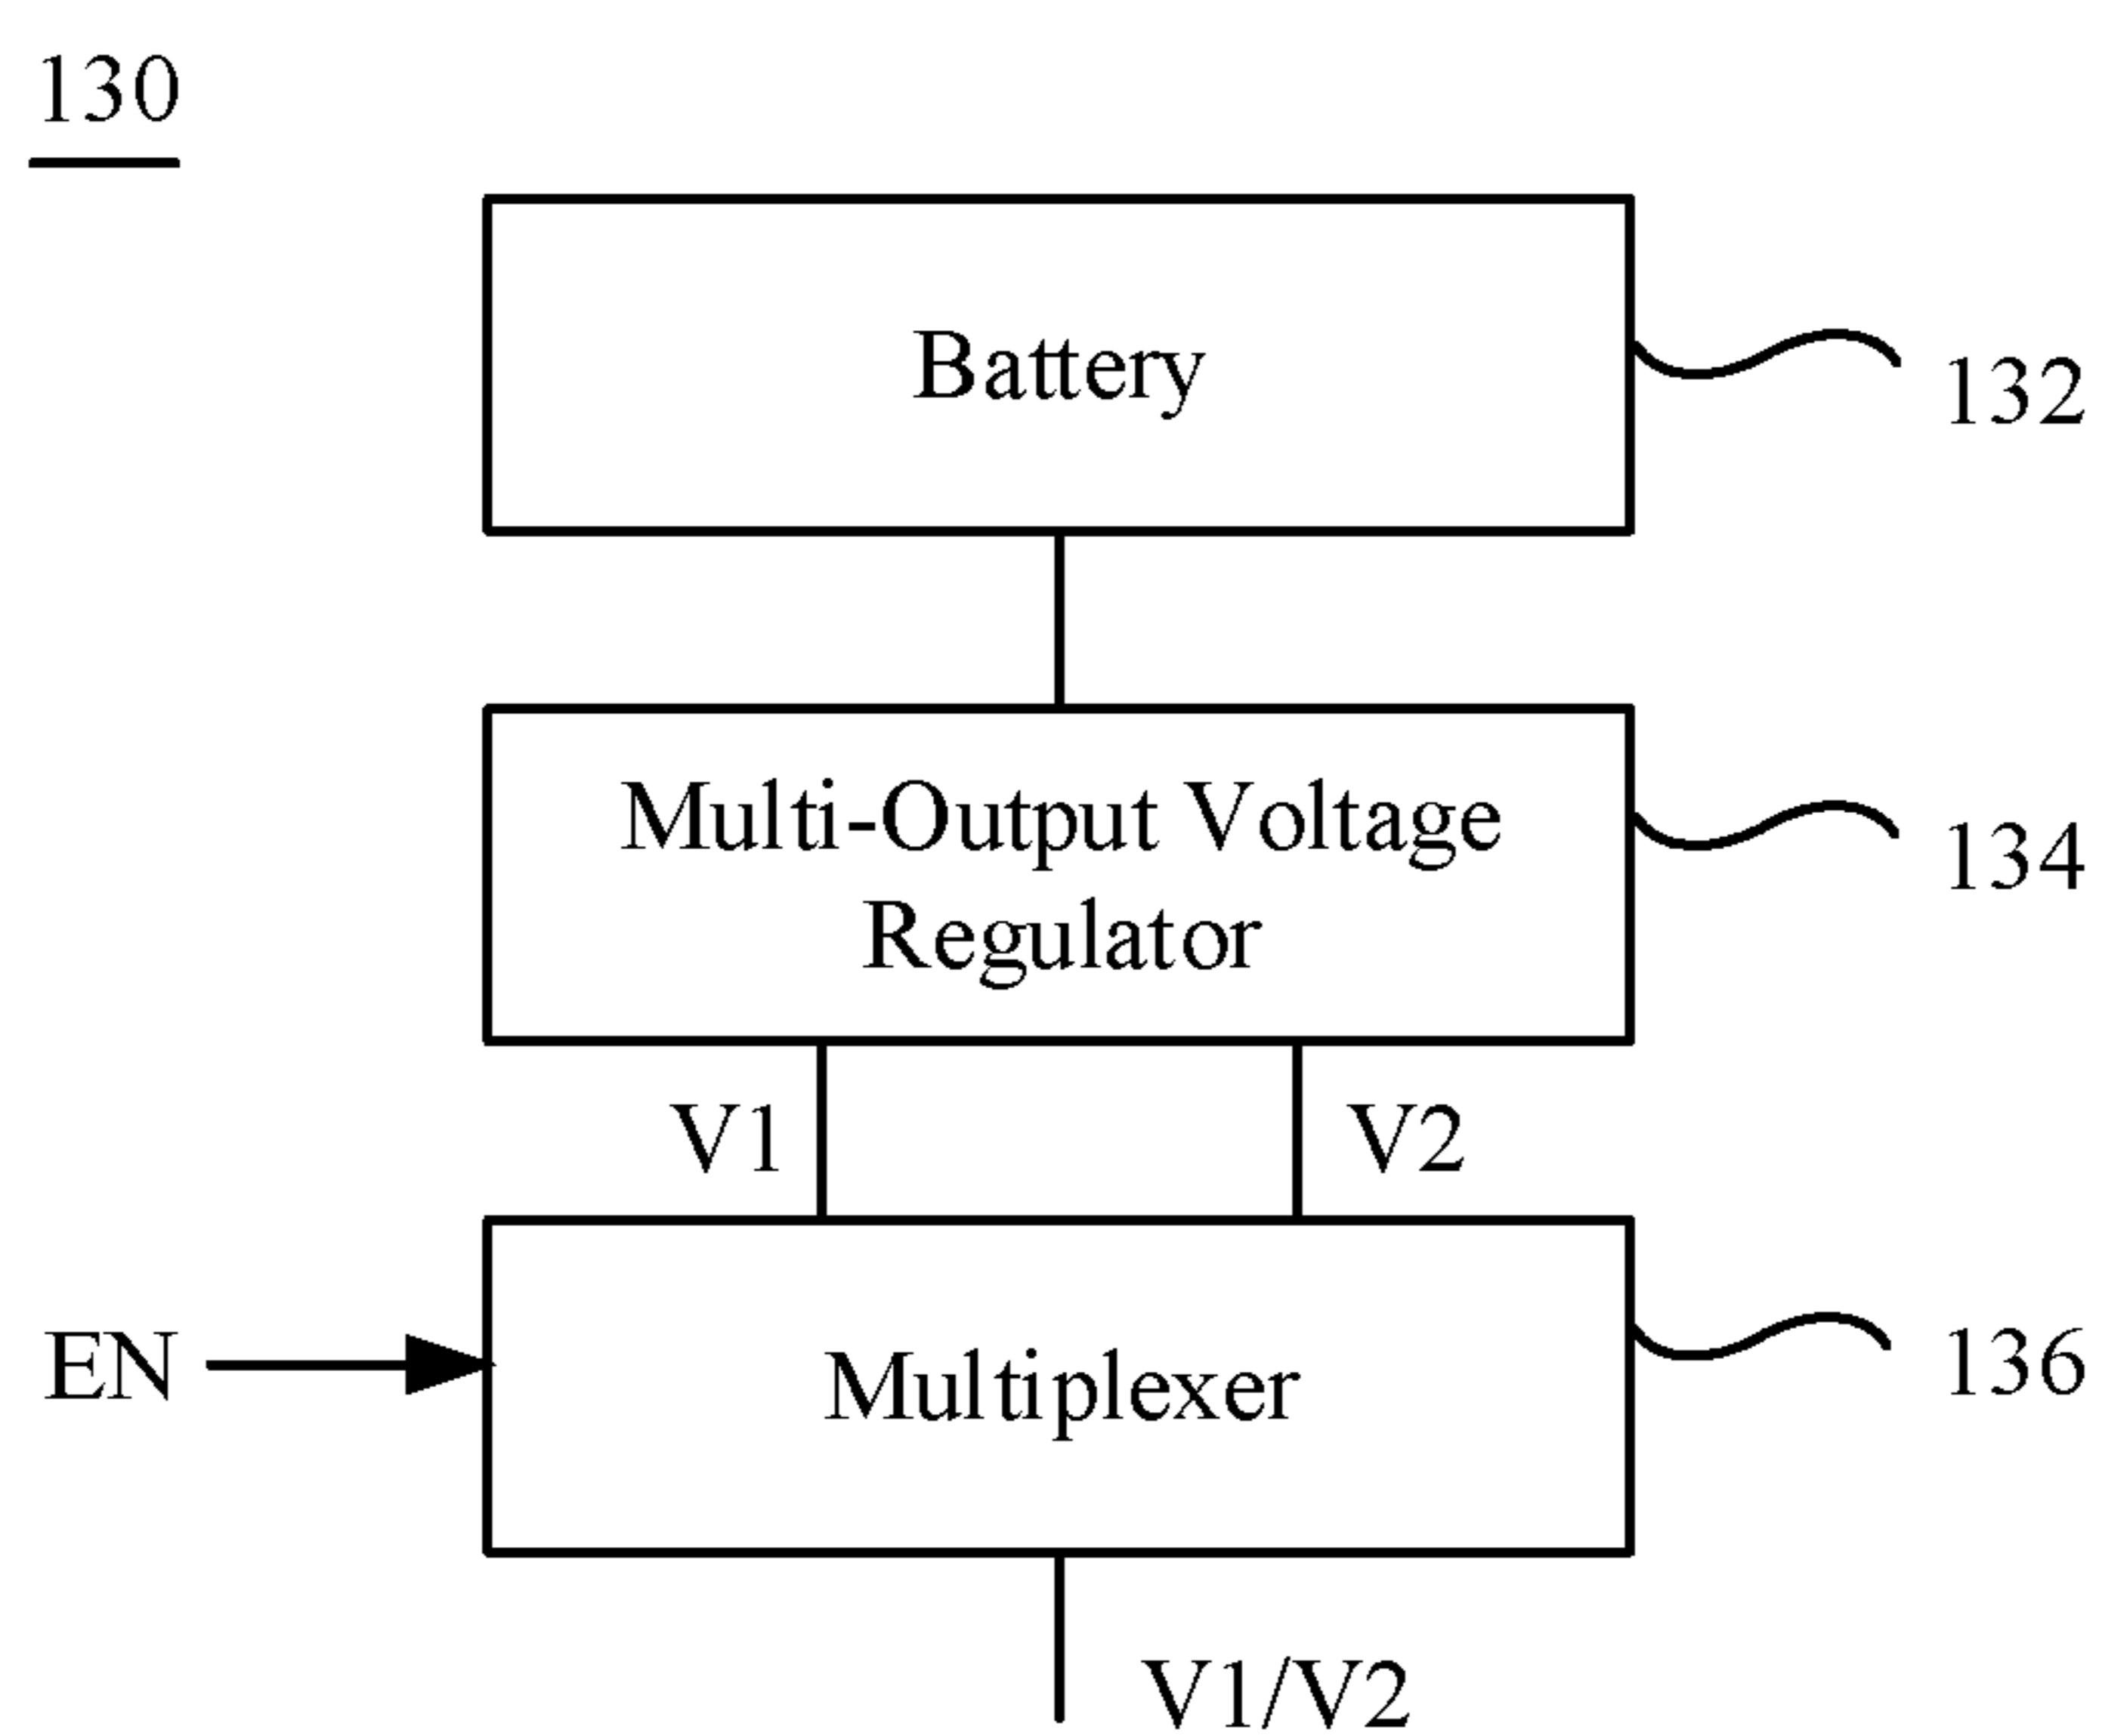 130
Battery
132
Multi-Output Voltage
Regulator
134
V1
V2
EN
Multiplexer
136
V1/V2